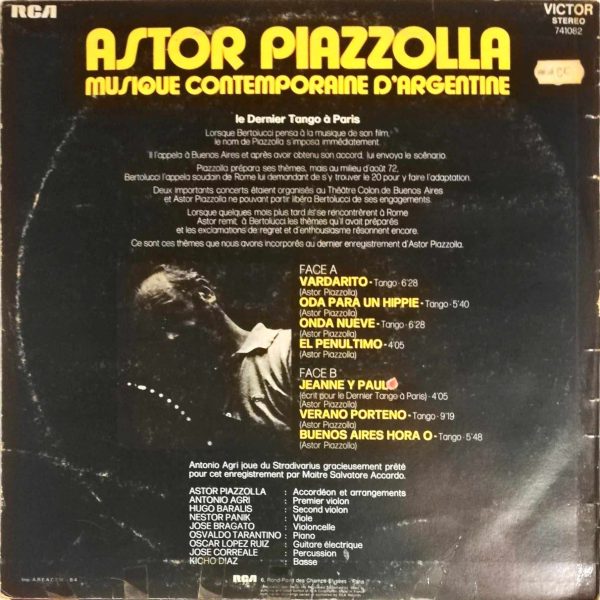 RCA
VICTOR
STEREO
741082
ASTOR PIAZZOLLA
MUSIQUE CONTEMPORAINE D'ARGENTINE
le Dernier Tango à Paris
Lorsque Bertolucci pensa à la musique de son film,
le nom de Piazzolla s'imposa immédiatement.
Il l'appela à Buenos Aires et après avoir obtenu son accord, lui envoya le scénario.
Piazzolla prépara ses thèmes, mais au milieu d'août 72,
Bertolucci l'appela soudain de Rome lui demandant de s'y trouver le 20 pour y faire l'adaptation.
Deux importants concerts étaient organisés au Théâtre Colon de Buenos Aires
et Astor Piazzolla ne pouvant partir libéra Bertolucci de ses engagements.
Lorsque quelques mois plus tard ils se rencontrèrent à Rome
Astor remit à Bertolucci les thèmes qu'il avait préparés
et les exclamations de regret et d'enthousiasme résonnent encore.
Ce sont ces thèmes que nous avons incorporés au dernier enregistrement d'Astor Piazzolla.
FACE A
VARDARITO - Tango - 6'28
(Astor Piazzolla)
ODA PARA UN HIPPIE - Tango - 5'40
(Astor Piazzolla)
ONDA NUEVE - Tango - 6'28
(Astor Piazzolla)
EL PENULTIMO - 4'05
(Astor Piazzolla)
FACE B
JEANNE Y PAUL
(écrit pour le Dernier Tango à Paris) - 4'05
(Astor Piazzolla)
VERANO PORTENO - Tango - 9'19
(Astor Piazzolla)
BUENOS AIRES HORA O - Tango - 5'48
(Astor Piazzolla)
Antonio Agri joue du Stradivarius gracieusement prêté
pour cet enregistrement par Maitre Salvatore Accardo.
ASTOR PIAZZOLLA : Accordéon et arrangements
ANTONIO AGRI : Premier violon
HUGO BARALIS : Second violon
NESTOR PANIK : Viole
JOSE BRAGATO : Violoncelle
OSVALDO TARANTINO : Piano
OSCAR LOPEZ RUIZ : Guitare électrique
JOSE CORREALE : Percussion
KICHO DIAZ : Basse
RCA 6, Rond-Point des Champs-Élysées - Paris